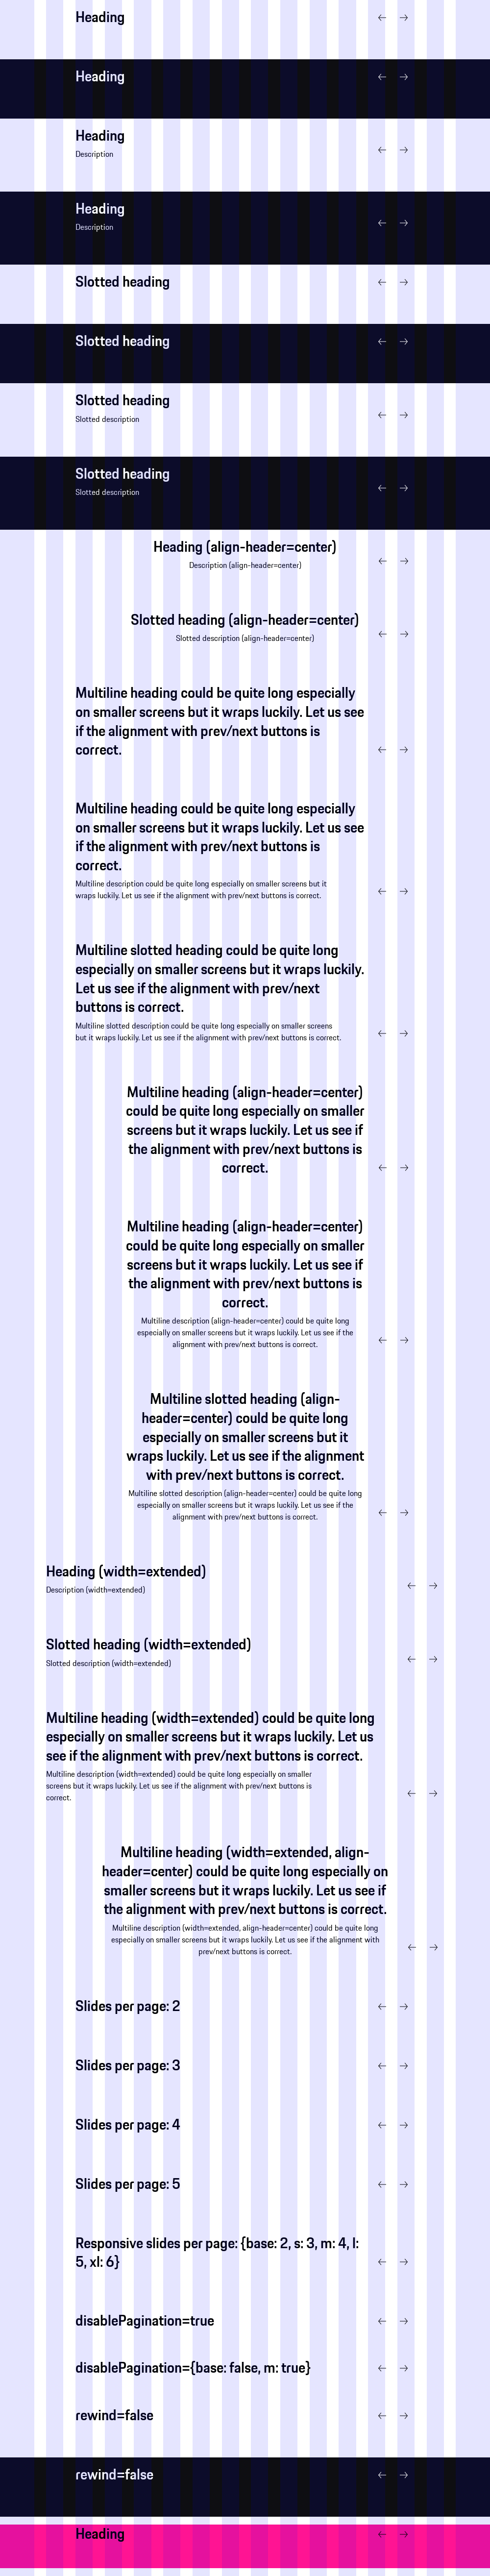 Heading
Heading
Heading
Description
Heading
Description
Slotted heading
Slotted heading
Slotted heading
Slotted description
Slotted heading
Slotted description
Heading (align-header=center)
Description (align-header=center)
Slotted heading (align-header=center)
Slotted description (align-header=center)
Multiline heading could be quite long especially
on smaller screens but it wraps luckily. Let us see
if the alignment with prev/next buttons is
correct.
Multiline heading could be quite long especially
on smaller screens but it wraps luckily. Let us see
if the alignment with prev/next buttons is
correct.
Multiline description could be quite long especially on smaller screens but it
wraps luckily. Let us see if the alignment with prev/next buttons is correct.
Multiline slotted heading could be quite long
especially on smaller screens but it wraps luckily.
Let us see if the alignment with prev/next
buttons is correct.
Multiline slotted description could be quite long especially on smaller screens
but it wraps luckily. Let us see if the alignment with prev/next buttons is correct.
Multiline heading (align-header=center)
could be quite long especially on smaller
screens but it wraps luckily. Let us see if
the alignment with prev/next buttons is
correct.
Multiline heading (align-header=center)
could be quite long especially on smaller
screens but it wraps luckily. Let us see if
the alignment with prev/next buttons is
correct.
Multiline description (align-header=center) could be quite long
especially on smaller screens but it wraps luckily. Let us see if the
alignment with prev/next buttons is correct.
Multiline slotted heading (align-
header=center) could be quite long
especially on smaller screens but it
wraps luckily. Let us see if the alignment
with prev/next buttons is correct.
Multiline slotted description (align-header=center) could be quite long
especially on smaller screens but it wraps luckily. Let us see if the
alignment with prev/next buttons is correct.
Heading (width=extended)
Description (width=extended)
Slotted heading (width=extended)
Slotted description (width=extended)
Multiline heading (width=extended) could be quite long
especially on smaller screens but it wraps luckily. Let us
see if the alignment with prev/next buttons is correct.
Multiline description (width=extended) could be quite long especially on smaller
screens but it wraps luckily. Let us see if the alignment with prev/next buttons is
correct.
Multiline heading (width=extended, align-
header=center) could be quite long especially on
smaller screens but it wraps luckily. Let us see if
the alignment with prev/next buttons is correct.
Multiline description (width=extended, align-header=center) could be quite long
especially on smaller screens but it wraps luckily. Let us see if the alignment with
prev/next buttons is correct.
Slides per page: 2
Slides per page: 3
Slides per page: 4
Slides per page: 5
Responsive slides per page: {base: 2, s: 3, m: 4, l:
5, xl: 6}
disablePagination=true
disablePagination={base: false, m: true}
rewind=false
rewind=false
Heading